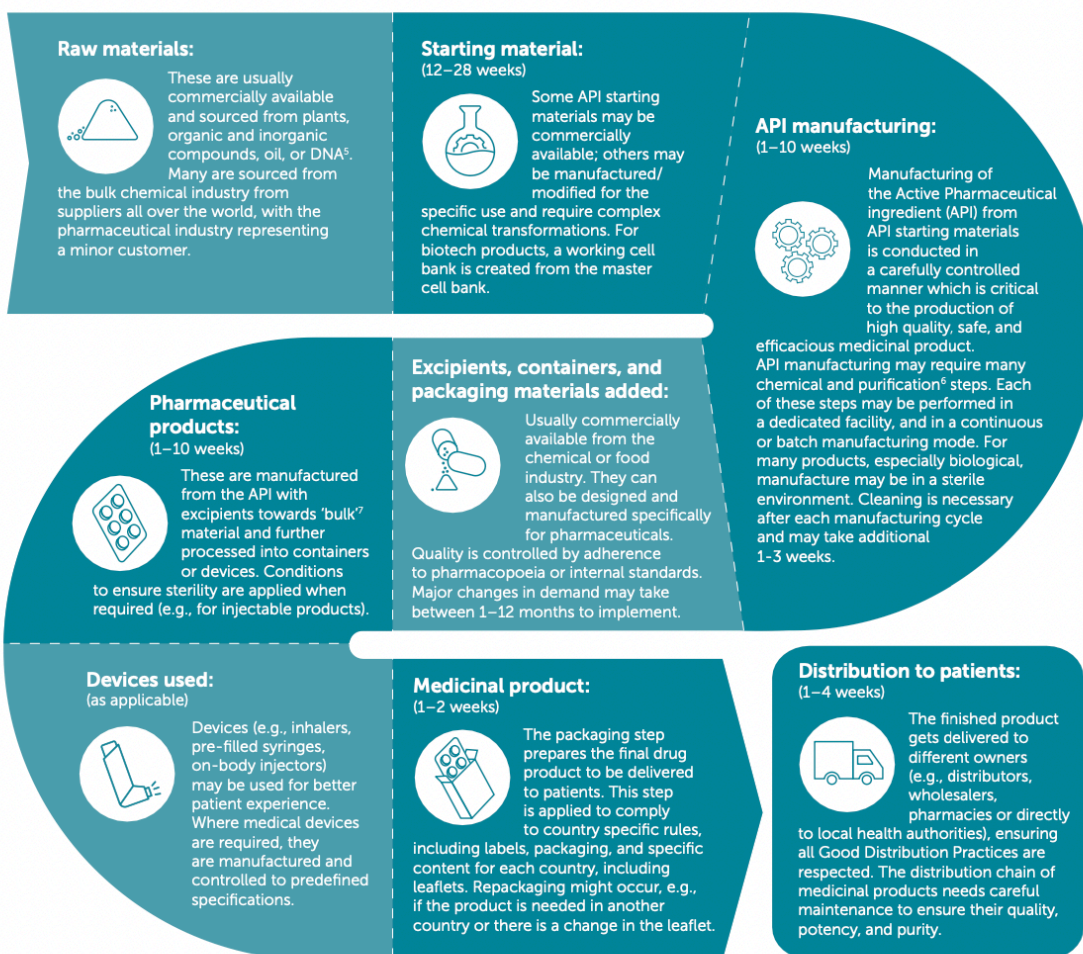 Raw materials:
These are usually
commercially available
and sourced from plants,
organic and inorganic
compounds, oil, or DNA⁵.
Many are sourced from
the bulk chemical industry from
suppliers all over the world, with the
pharmaceutical industry representing
a minor customer.
Starting material:
(12–28 weeks)
Some API starting
materials may be
commercially
available; others may
be manufactured/
modified for the
specific use and require complex
chemical transformations. For
biotech products, a working cell
bank is created from the master
cell bank.
API manufacturing:
(1–10 weeks)
Manufacturing of
the Active Pharmaceutical
ingredient (API) from
API starting materials
is conducted in
a carefully controlled
manner which is critical
to the production of
high quality, safe, and
efficacious medicinal product.
API manufacturing may require many
chemical and purification⁶ steps. Each
of these steps may be performed in
a dedicated facility, and in a continuous
or batch manufacturing mode. For
many products, especially biological,
manufacture may be in a sterile
environment. Cleaning is necessary
after each manufacturing cycle
and may take additional
1-3 weeks.
Excipients, containers, and
packaging materials added:
Usually commercially
available from the
chemical or food
industry. They can
also be designed and
manufactured specifically
for pharmaceuticals.
Quality is controlled by adherence
to pharmacopoeia or internal standards.
Major changes in demand may take
between 1–12 months to implement.
Pharmaceutical
products:
(1–10 weeks)
These are manufactured
from the API with
excipients towards ‘bulk’⁷
material and further
processed into containers
or devices. Conditions
to ensure sterility are applied when
required (e.g., for injectable products).
Devices used:
(as applicable)
Devices (e.g., inhalers,
pre-filled syringes,
on-body injectors)
may be used for better
patient experience.
Where medical devices
are required, they
are manufactured and
controlled to predefined
specifications.
Medicinal product:
(1–2 weeks)
The packaging step
prepares the final drug
product to be delivered
to patients. This step
is applied to comply
to country specific rules,
including labels, packaging, and specific
content for each country, including
leaflets. Repackaging might occur, e.g.,
if the product is needed in another
country or there is a change in the leaflet.
Distribution to patients:
(1–4 weeks)
The finished product
gets delivered to
different owners
(e.g., distributors,
wholesalers,
pharmacies or directly
to local health authorities), ensuring
all Good Distribution Practices are
respected. The distribution chain of
medicinal products needs careful
maintenance to ensure their quality,
potency, and purity.